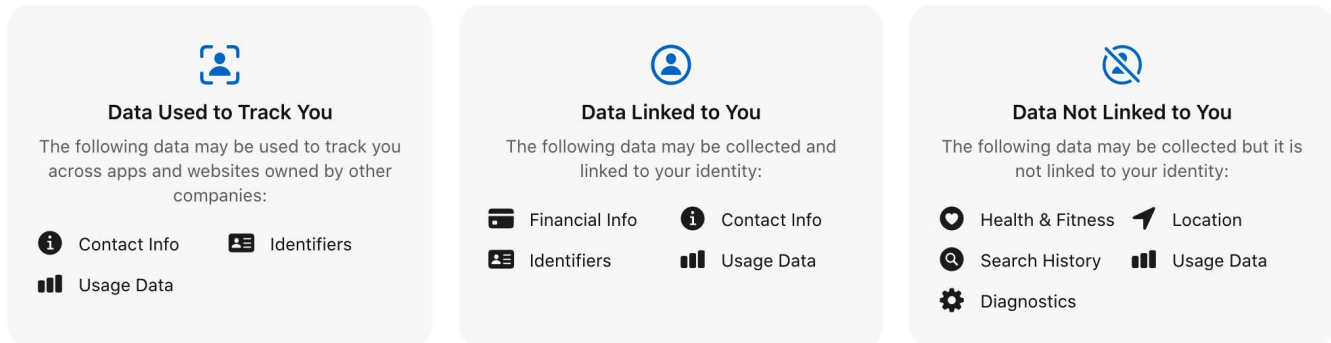 Data Used to Track You
The following data may be used to track you
across apps and websites owned by other
companies:
Contact Info
Identifiers
Usage Data
Data Linked to You
The following data may be collected and
linked to your identity:
Financial Info
Contact Info
Identifiers
Usage Data
Data Not Linked to You
The following data may be collected but it is
not linked to your identity:
Health & Fitness
Location
Search History
Usage Data
Diagnostics